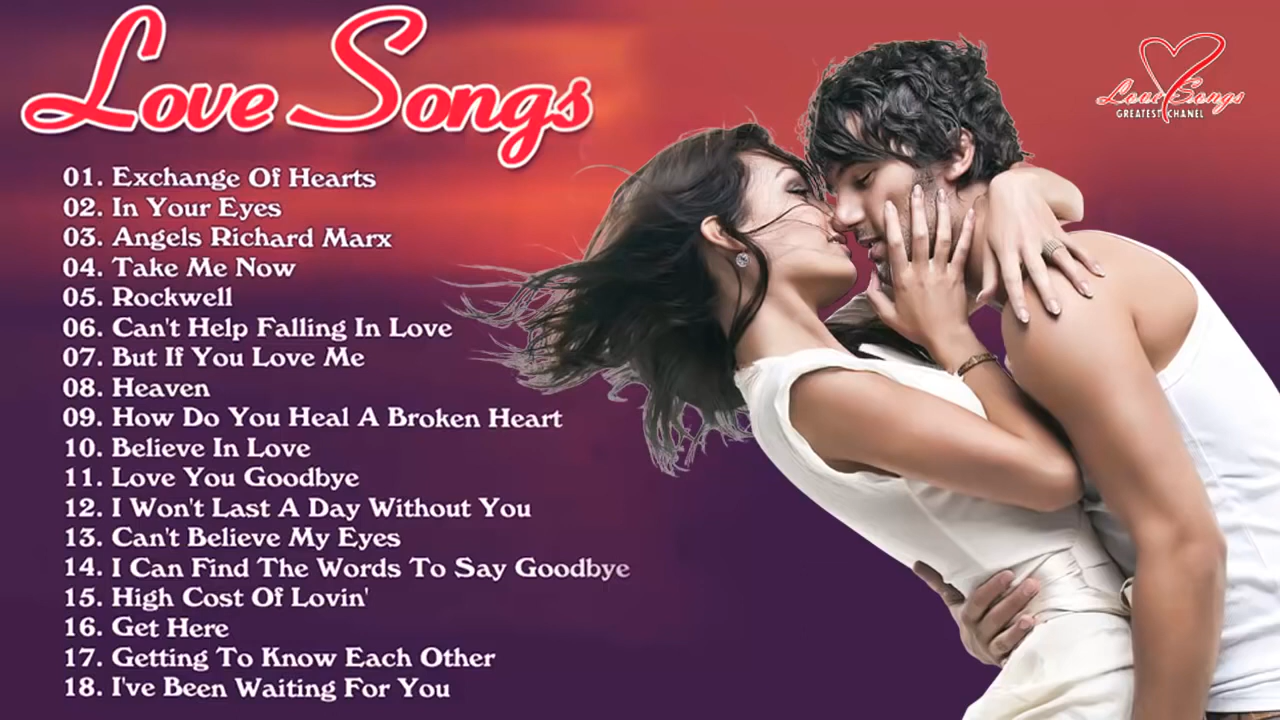 Love Songs
Love Songs
GREATEST CHANEL
01. Exchange Of Hearts
02. In Your Eyes
03. Angels Richard Marx
04. Take Me Now
05. Rockwell
06. Can't Help Falling In Love
07. But If You Love Me
08. Heaven
09. How Do You Heal A Broken Heart
10. Believe In Love
11. Love You Goodbye
12. I Won't Last A Day Without You
13. Can't Believe My Eyes
14. I Can Find The Words To Say Goodbye
15. High Cost Of Lovin'
16. Get Here
17. Getting To Know Each Other
18. I've Been Waiting For You